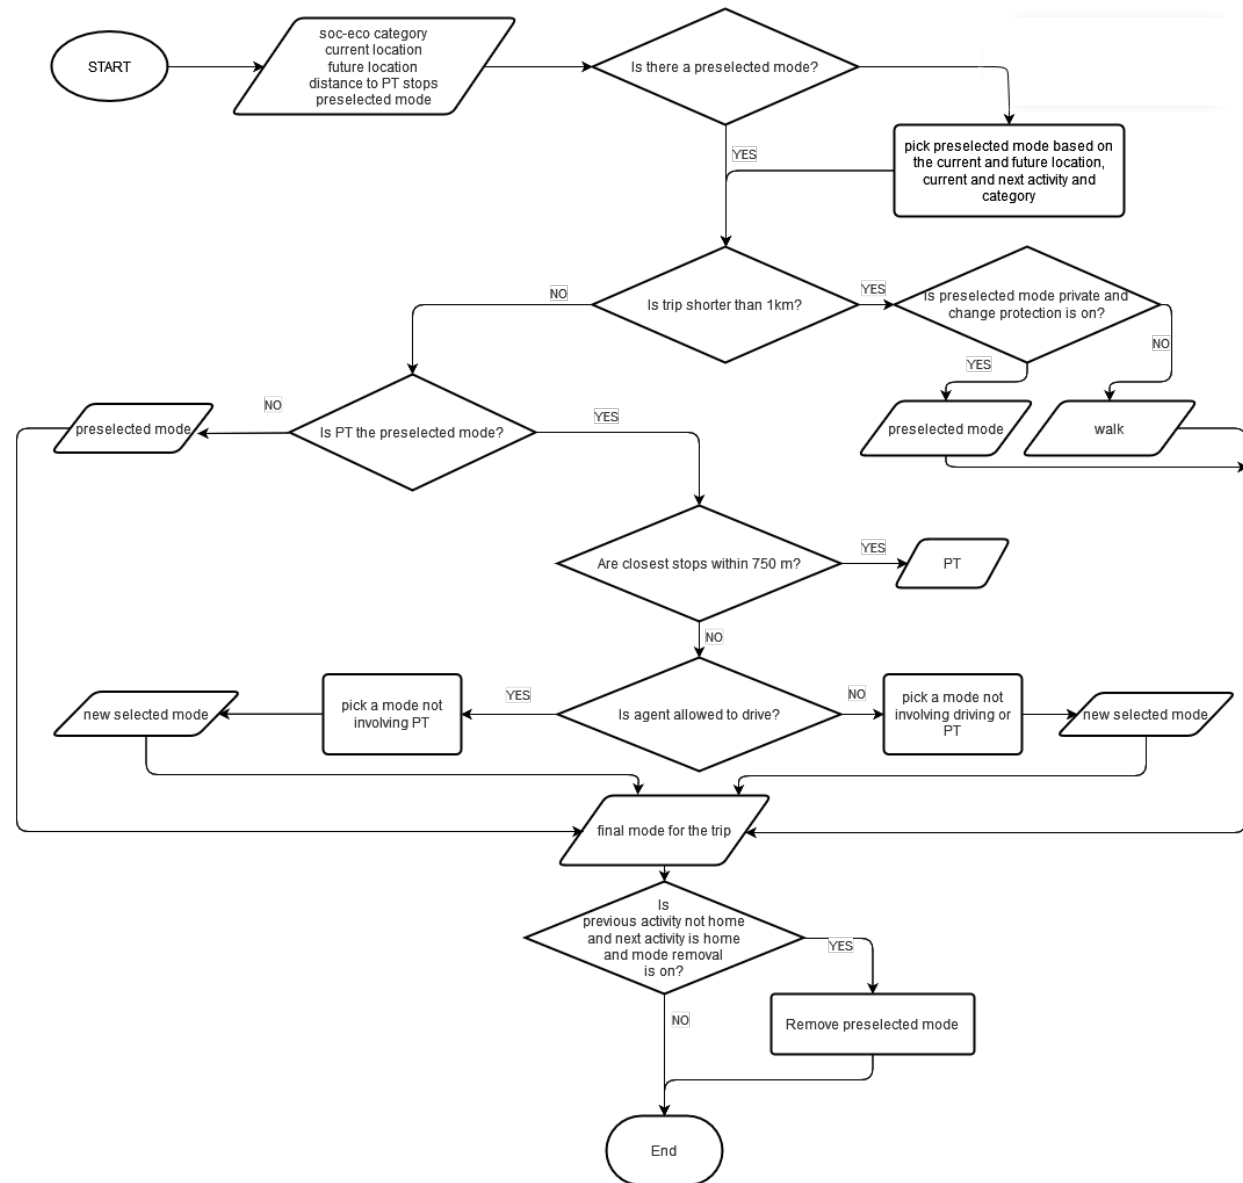 START
soc-eco category
current location
future location
distance to PT stops
preselected mode
Is there a preselected mode?
YES
pick preselected mode based on
the current and future location,
current and next activity and
category
NO
Is trip shorter than 1km?
YES
Is preselected mode private and
change protection is on?
YES
NO
preselected mode
walk
NO
preselected mode
Is PT the preselected mode?
YES
Are closest stops within 750 m?
YES
PT
NO
new selected mode
pick a mode not
involving PT
YES
Is agent allowed to drive?
NO
pick a mode not
involving driving or
PT
new selected mode
final mode for the trip
Is
previous activity not home
and next activity is home
and mode removal
is on?
YES
NO
Remove preselected mode
End